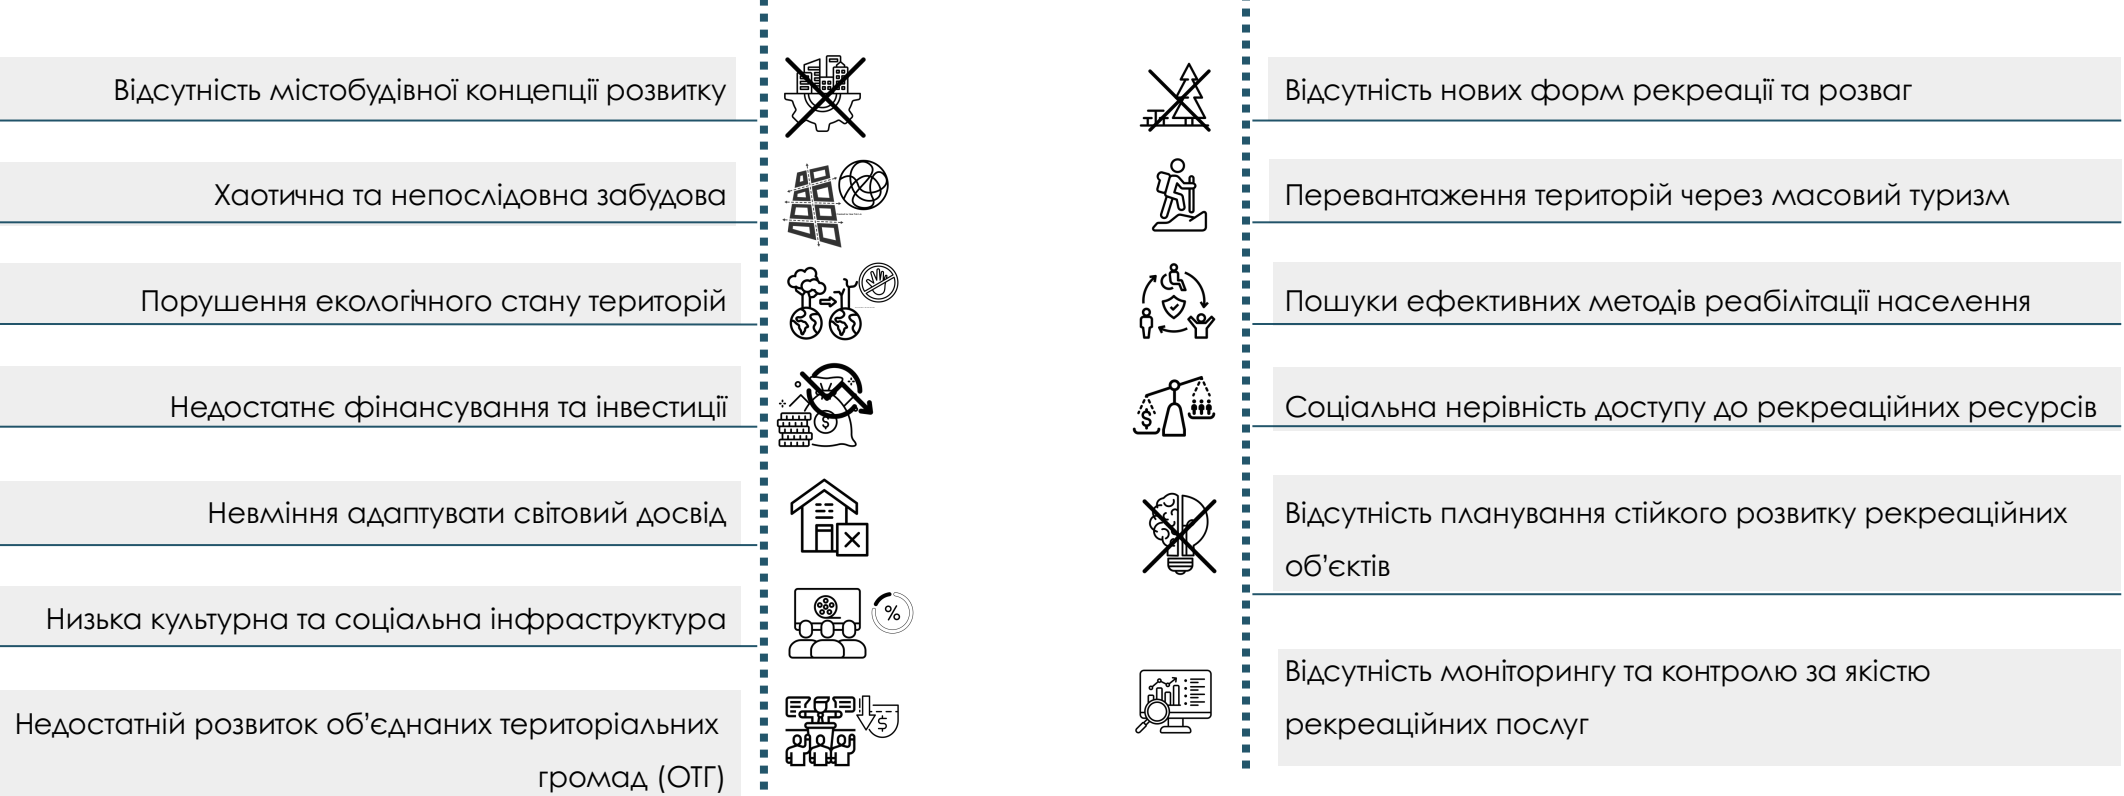 Відсутність містобудівної концепції розвитку
Хаотична та непослідовна забудова
Порушення екологічного стану територій
Недостатнє фінансування та інвестиції
Невміння адаптувати світовий досвід
Низька культурна та соціальна інфраструктура
%
Недостатній розвиток об’єднаних територіальних
громад (ОТГ)
Відсутність нових форм рекреації та розваг
Перевантаження територій через масовий туризм
Пошуки ефективних методів реабілітації населення
Соціальна нерівність доступу до рекреаційних ресурсів
Відсутність планування стійкого розвитку рекреаційних
об’єктів
Відсутність моніторингу та контролю за якістю
рекреаційних послуг